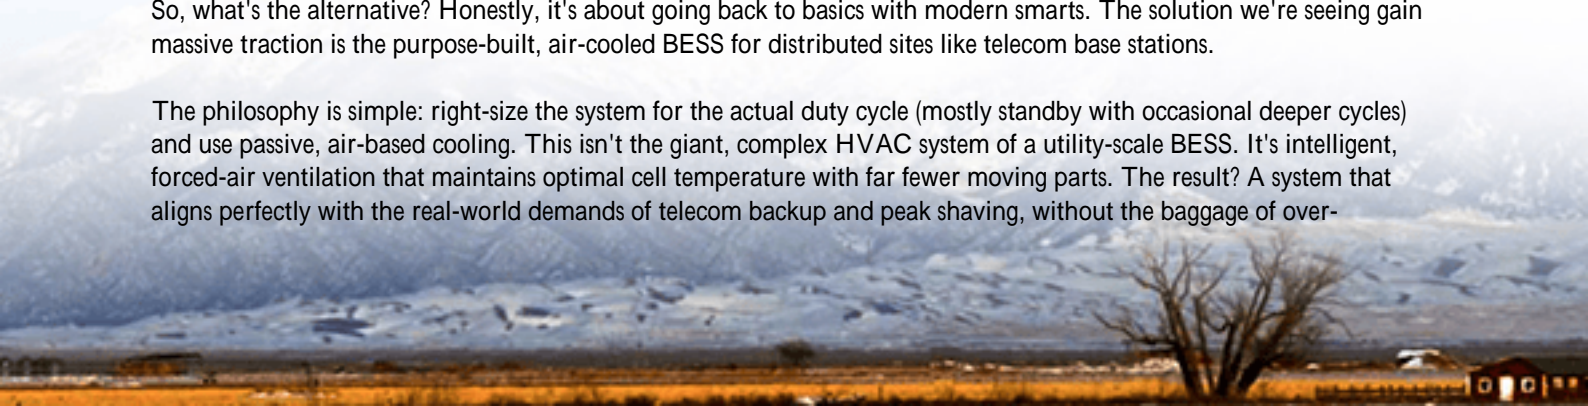 So, what's the alternative? Honestly, it's about going back to basics with modern smarts. The solution we're seeing gain
massive traction is the purpose-built, air-cooled BESS for distributed sites like telecom base stations.
The philosophy is simple: right-size the system for the actual duty cycle (mostly standby with occasional deeper cycles)
and use passive, air-based cooling. This isn't the giant, complex HVAC system of a utility-scale BESS. It's intelligent,
forced-air ventilation that maintains optimal cell temperature with far fewer moving parts. The result? A system that
aligns perfectly with the real-world demands of telecom backup and peak shaving, without the baggage of over-